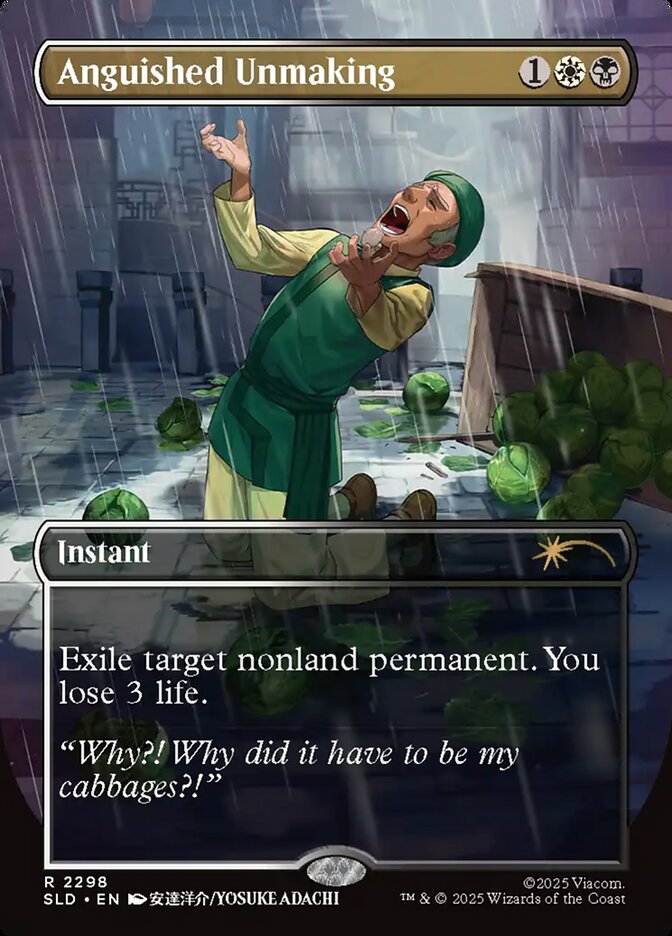 Anguished Unmaking 1
Instant
Exile target nonland permanent. You
lose 3 life.
“Why?! Why did it have to be my
cabbages?!”
R 2298
SLD • EN 安達洋介/YOSUKE ADACHI
©2025 Viacom.
™ & © 2025 Wizards of the Coast